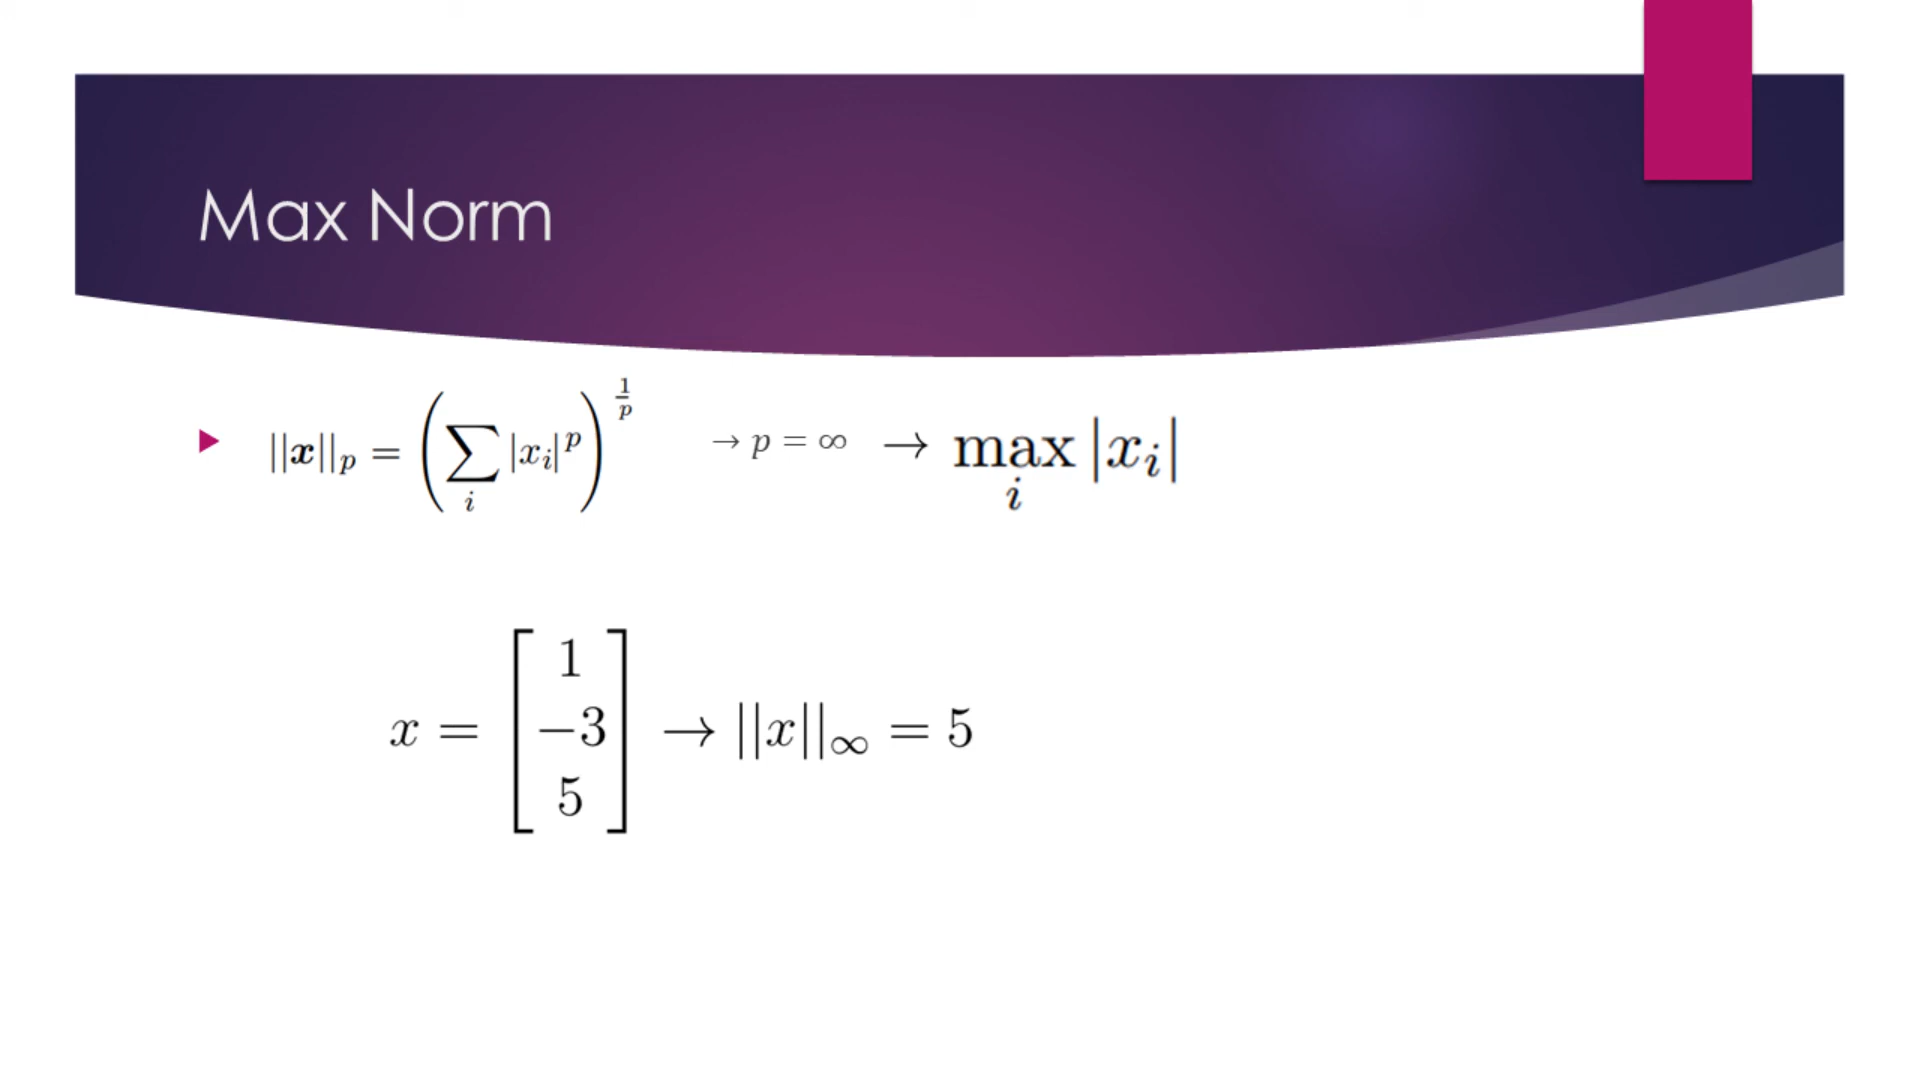 Max Norm
||x||_p = (∑_i |x_i|^p)^{1/p} → p = ∞ → max_i |x_i|
x = [1 −3 5] → ||x||_∞ = 5